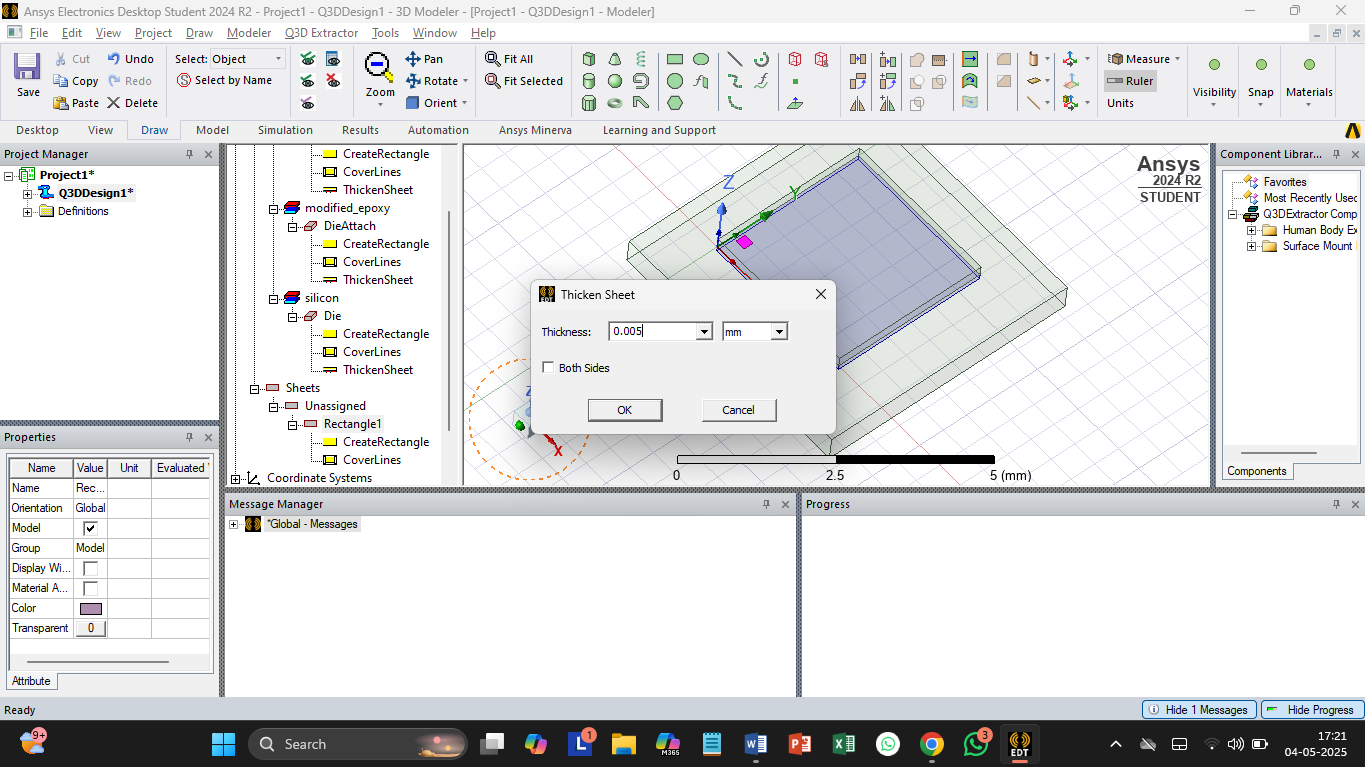 Ansys Electronics Desktop Student 2024 R2 - Project1 - Q3DDesign1 - 3D Modeler - [Project1 - Q3DDesign1 - Modeler]
File Edit View Project Draw Modeler Q3D Extractor Tools Window Help
Save
Cut
Copy
Paste
Undo
Redo
Delete
Select: Object
Select by Name
Zoom
Pan
Rotate
Orient
Fit All
Fit Selected
Measure
Ruler
Units
Visibility
Snap
Materials
Desktop View Draw Model Simulation Results Automation Ansys Minerva Learning and Support
Project Manager
Project1*
Q3DDesign1*
Definitions
CreateRectangle
CoverLines
ThickenSheet
modified_epoxy
DieAttach
CreateRectangle
CoverLines
ThickenSheet
silicon
Die
CreateRectangle
CoverLines
ThickenSheet
Sheets
Unassigned
Rectangle1
CreateRectangle
CoverLines
Coordinate Systems
Ansys
2024 R2
STUDENT
Z
Y
Z
X
0 2.5 5 (mm)
EDT
Thicken Sheet
Thickness: 0.005 mm
Both Sides
OK Cancel
Component Librar...
Favorites
Most Recently Used
Q3DExtractor Comp
Human Body Ex
Surface Mount
Components
Properties
Name Value Unit Evaluated
Name Rec...
Orientation Global
Model
Group Model
Display Wi...
Material A...
Color
Transparent 0
Attribute
Message Manager
*Global - Messages
Progress
Ready
Hide 1 Messages Hide Progress
9+
Search
1
M365
3
EDT
17:21
04-05-2025